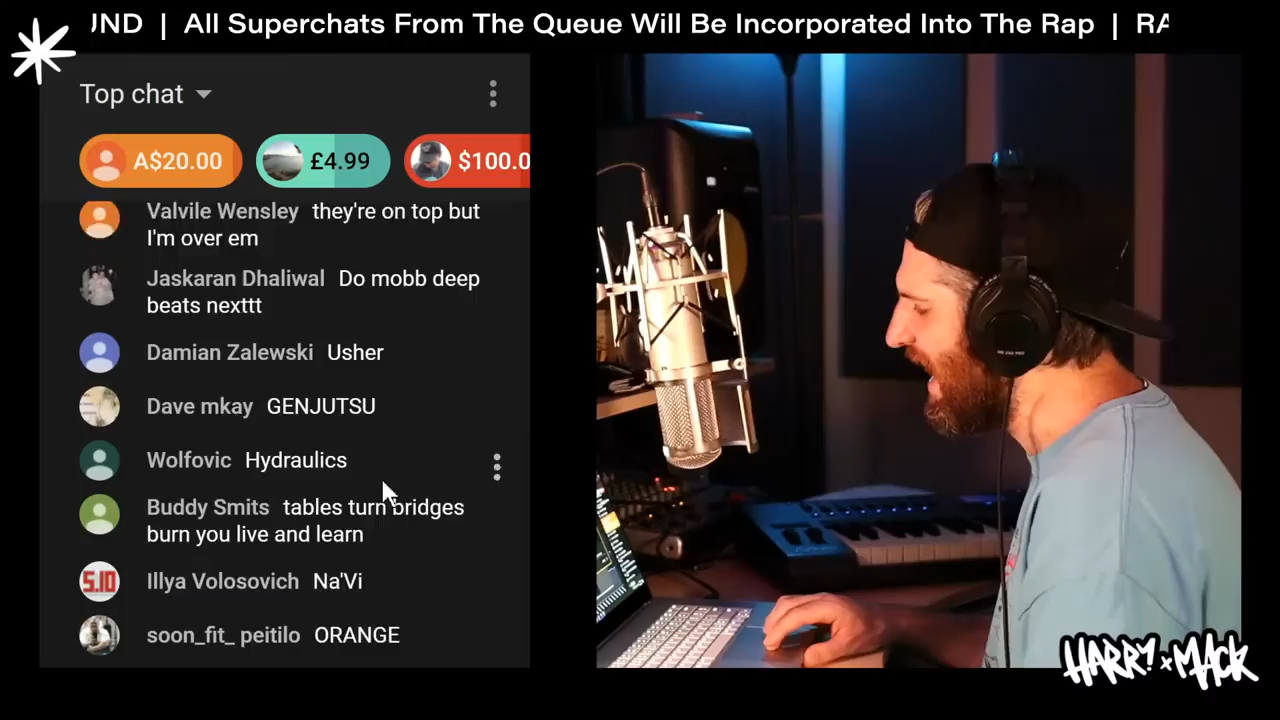 UND | All Superchats From The Queue Will Be Incorporated Into The Rap | RA
Top chat
A$20.00 £4.99 $100.0
Valvile Wensley they're on top but
I'm over em
Jaskaran Dhaliwal Do mobb deep
beats nexttt
Damian Zalewski Usher
Dave mkay GENJUTSU
Wolfovic Hydraulics
Buddy Smits tables turn bridges
burn you live and learn
5.10
Illya Volosovich Na'Vi
soon_fit_ peitilo ORANGE
HARRY x MACK